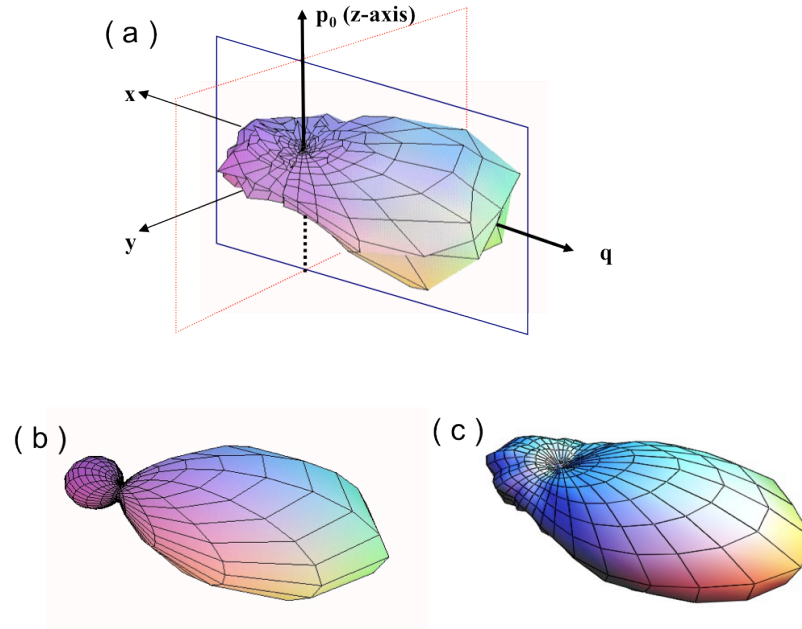 ( a )
p₀ (z-axis)
x
y
q
( b )
( c )